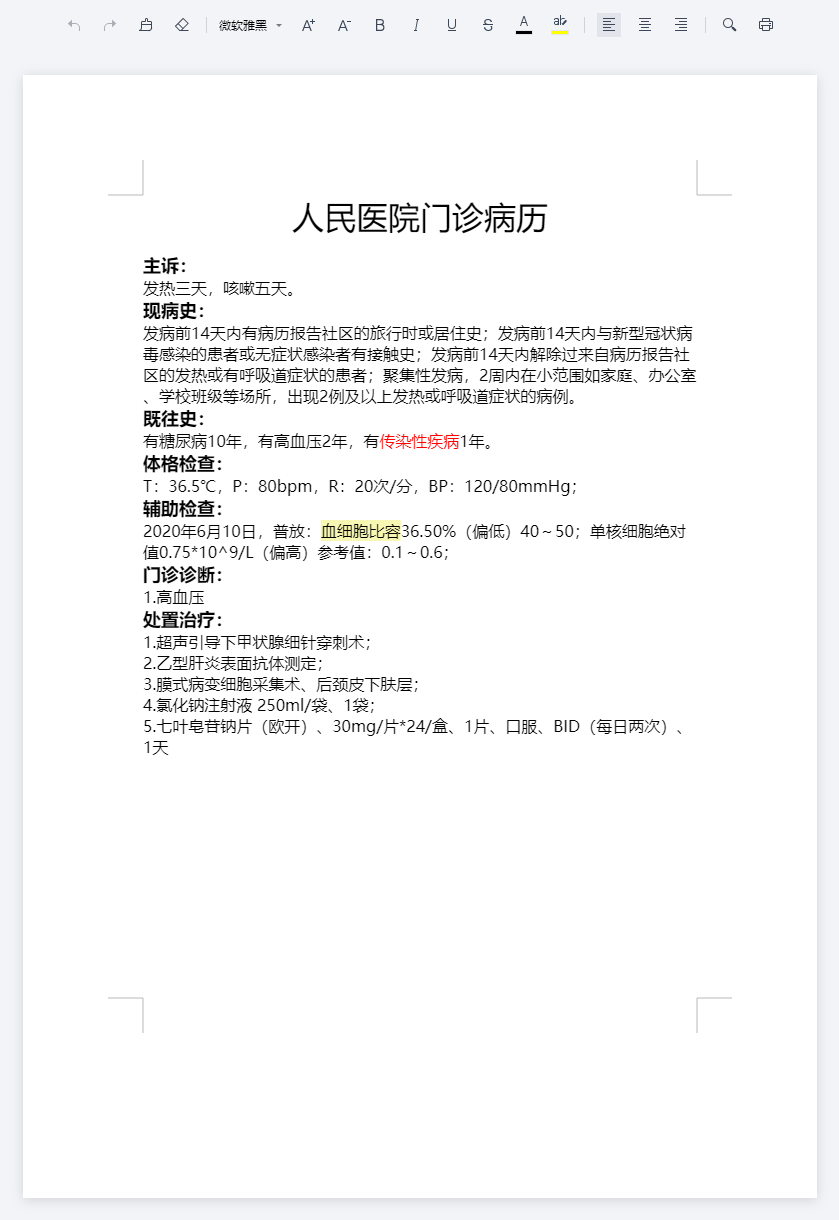 微软雅黑
人民医院门诊病历
主诉：
发热三天，咳嗽五天。
现病史：
发病前14天内有病历报告社区的旅行时或居住史；发病前14天内与新型冠状病
毒感染的患者或无症状感染者有接触史；发病前14天内解除过来自病历报告社
区的发热或有呼吸道症状的患者；聚集性发病，2周内在小范围如家庭、办公室
、学校班级等场所，出现2例及以上发热或呼吸道症状的病例。
既往史：
有糖尿病10年，有高血压2年，有传染性疾病1年。
体格检查：
T：36.5℃，P：80bpm，R：20次/分，BP：120/80mmHg；
辅助检查：
2020年6月10日，普放：血细胞比容36.50%（偏低）40～50；单核细胞绝对
值0.75*10^9/L（偏高）参考值：0.1～0.6；
门诊诊断：
1.高血压
处置治疗：
1.超声引导下甲状腺细针穿刺术；
2.乙型肝炎表面抗体测定；
3.膜式病变细胞采集术、后颈皮下肤层；
4.氯化钠注射液 250ml/袋、1袋；
5.七叶皂苷钠片（欧开）、30mg/片*24/盒、1片、口服、BID（每日两次）、
1天